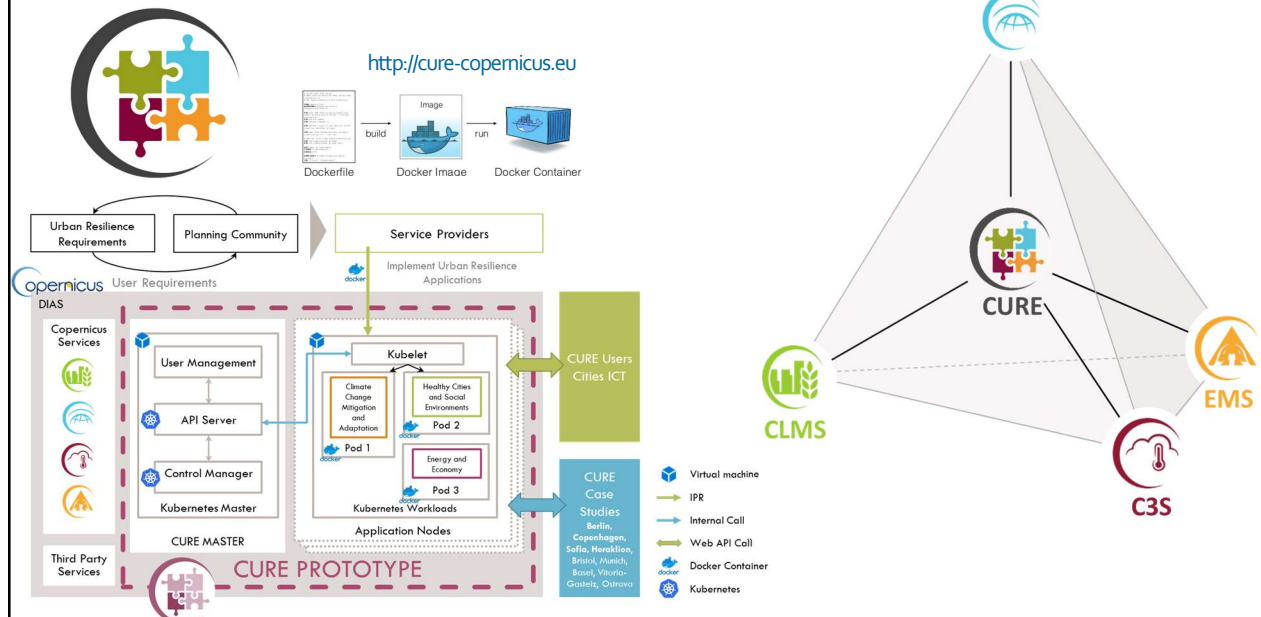 http://cure-copernicus.eu
Image
build
run
Dockerfile
Docker Image
Docker Container
Urban Resilience
Requirements
Planning Community
Service Providers
docker
Implement Urban Resilience
Applications
Copernicus
User Requirements
DIAS
Copernicus
Services
Third Party
Services
User Management
API Server
Control Manager
Kubernetes Master
CURE MASTER
Kubelet
Climate
Change
Mitigation
and
Adaptation
docker
Pod 1
Healthy Cities
and Social
Environments
docker
Pod 2
Energy and
Economy
docker
Pod 3
Kubernetes Workloads
Application Nodes
CURE PROTOTYPE
CURE Users
Cities ICT
CURE
Case
Studies
Berlin,
Copenhagen,
Sofia, Heraklion,
Bristol, Munich,
Basel, Vitoria-
Gasteiz, Ostrava
Virtual machine
IPR
Internal Call
Web API Call
docker
Docker Container
Kubernetes
CURE
CLMS
EMS
C3S